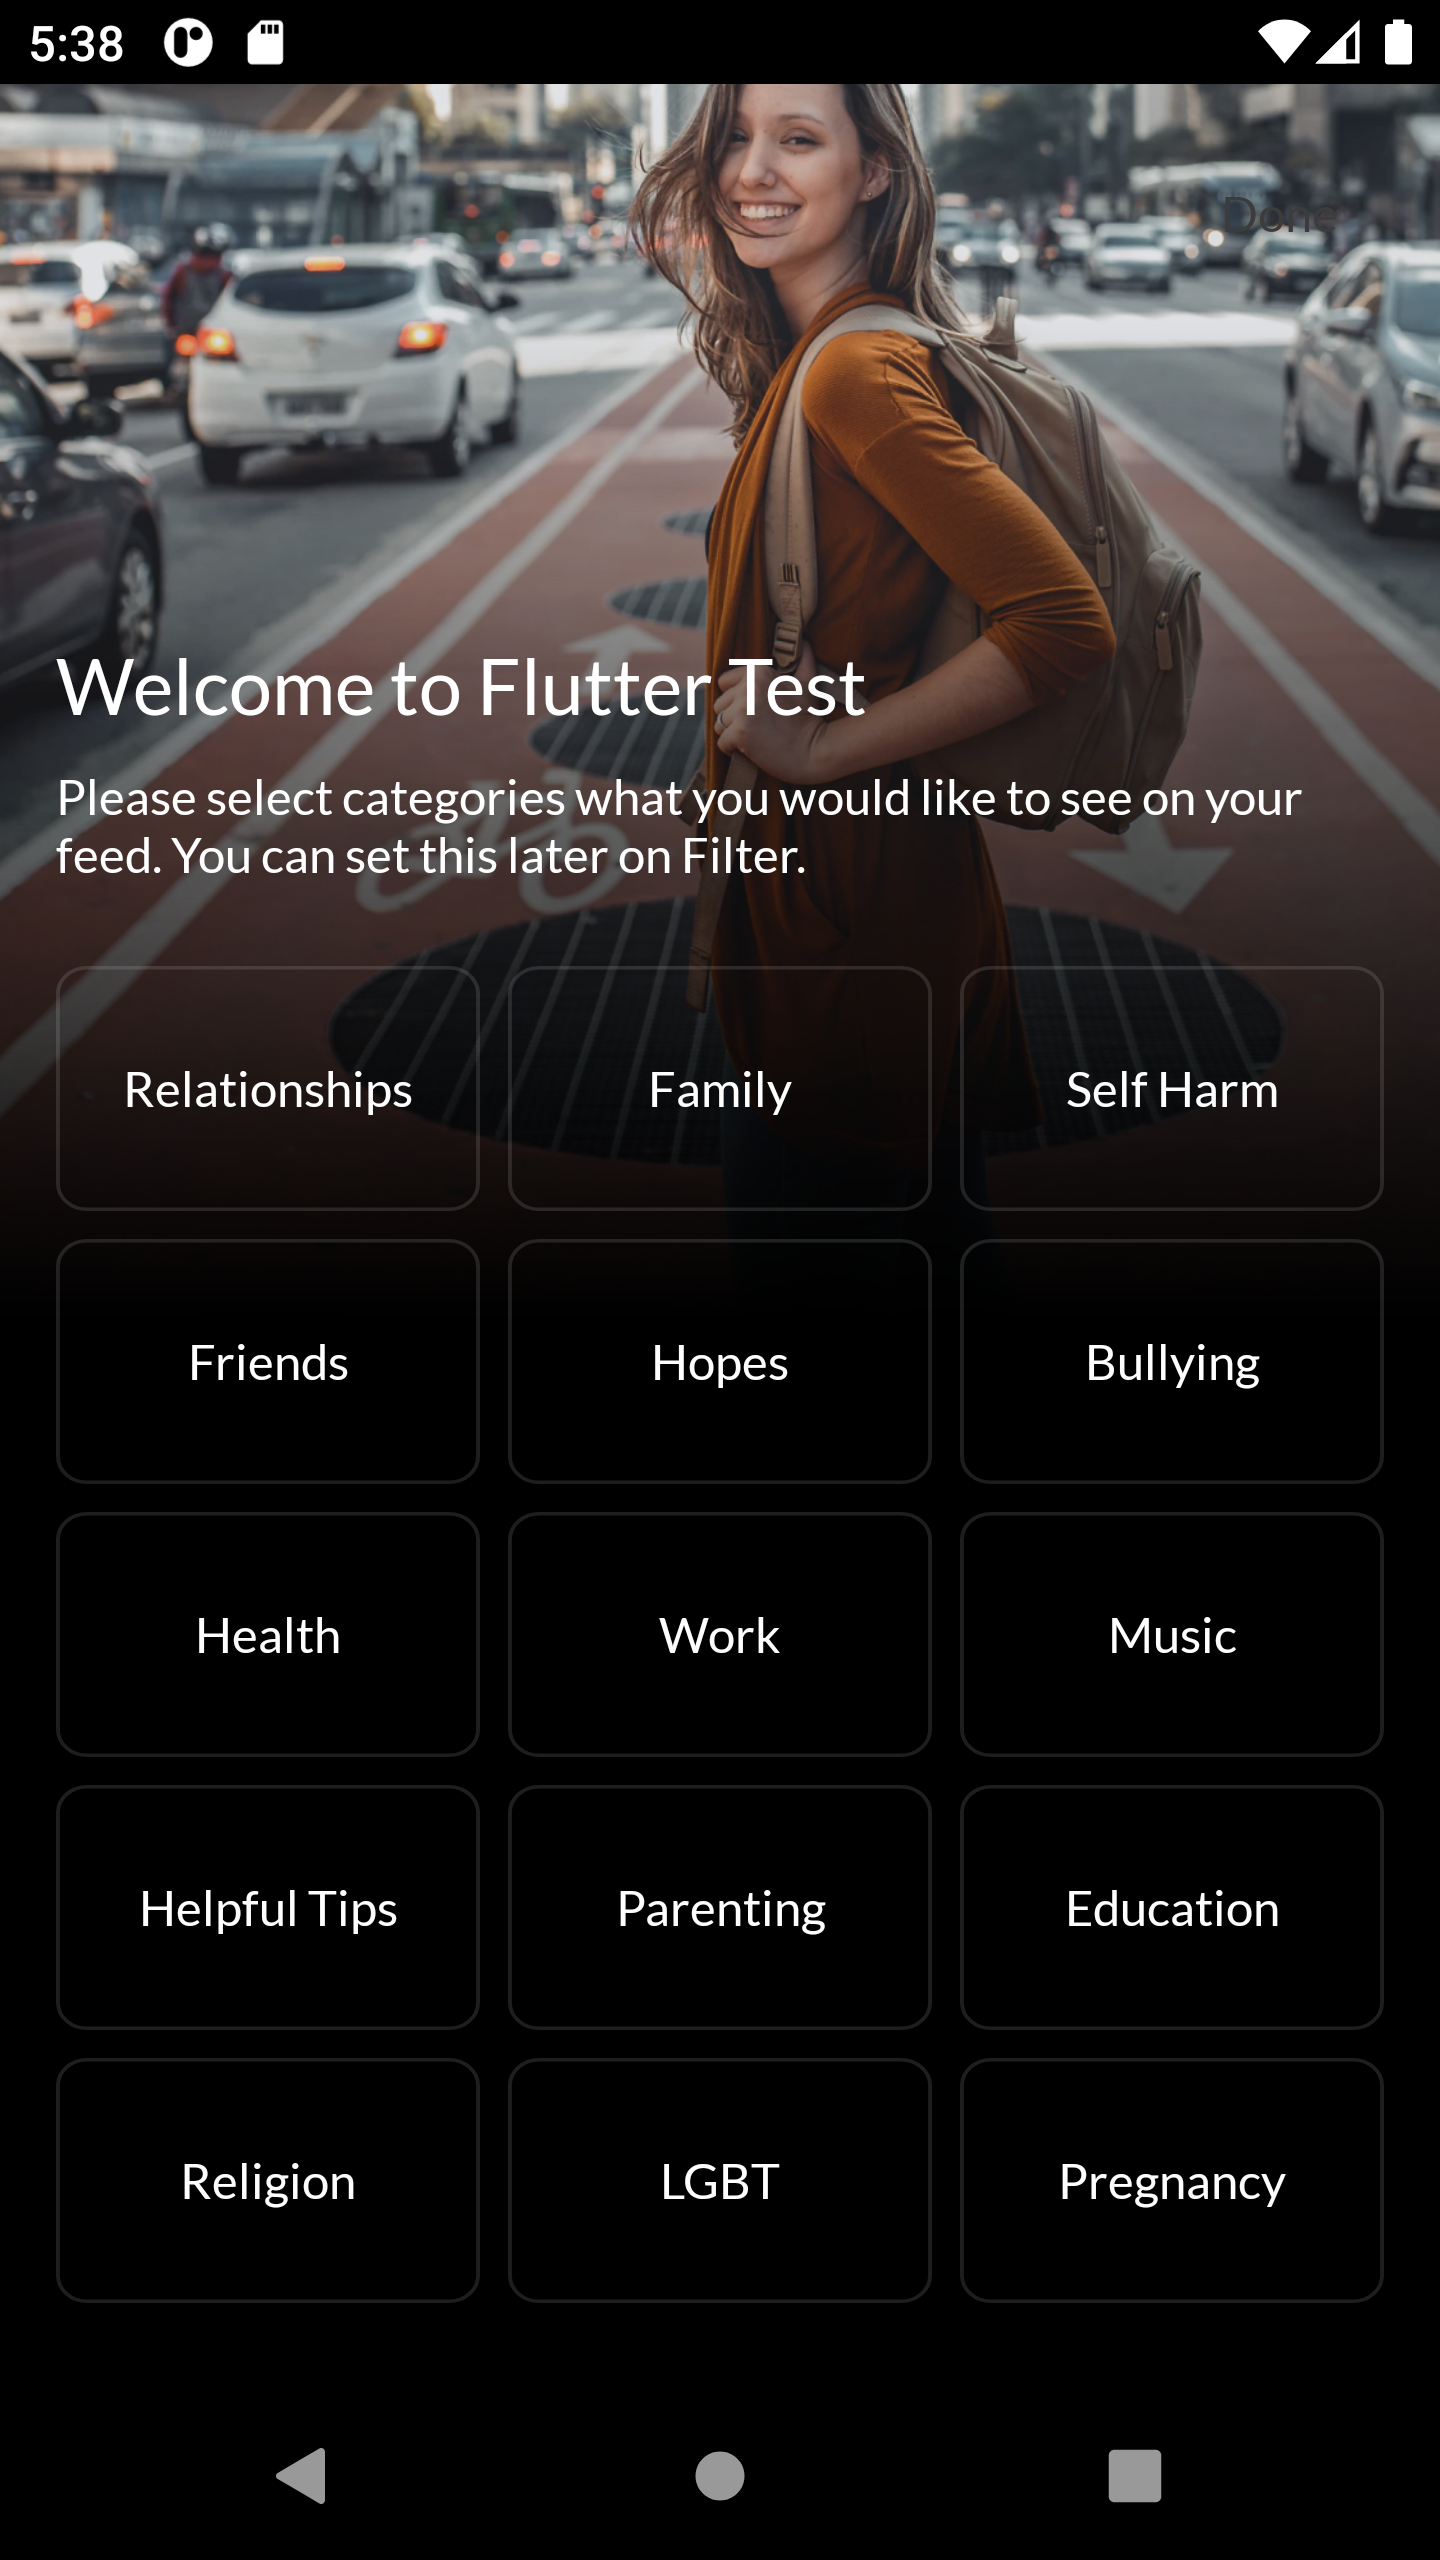 5:38
Done
Welcome to Flutter Test
Please select categories what you would like to see on your
feed. You can set this later on Filter.
Relationships
Family
Self Harm
Friends
Hopes
Bullying
Health
Work
Music
Helpful Tips
Parenting
Education
Religion
LGBT
Pregnancy